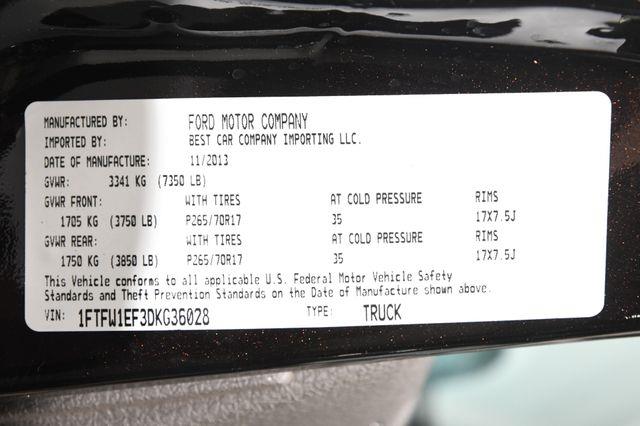 MANUFACTURED BY: FORD MOTOR COMPANY
IMPORTED BY: BEST CAR COMPANY IMPORTING LLC.
DATE OF MANUFACTURE: 11/2013
GVWR: 3341 KG (7350 LB)
GVWR FRONT: WITH TIRES AT COLD PRESSURE RIMS
1705 KG (3750 LB) P265/70R17 35 17X7.5J
GVWR REAR: WITH TIRES AT COLD PRESSURE RIMS
1750 KG (3850 LB) P265/70R17 35 17X7.5J
This Vehicle conforms to all applicable U.S. Federal Motor Vehicle Safety
Standards and Theft Prevention Standards on the Date of Manufacture shown above.
VIN: 1FTFW1EF3DKG36028 TYPE: TRUCK